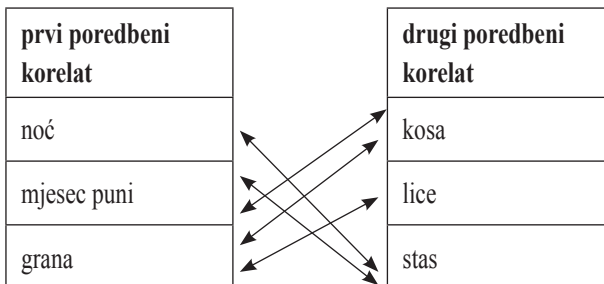 prvi poredbeni
korelat
noć
mjesec puni
grana
drugi poredbeni
korelat
kosa
lice
stas